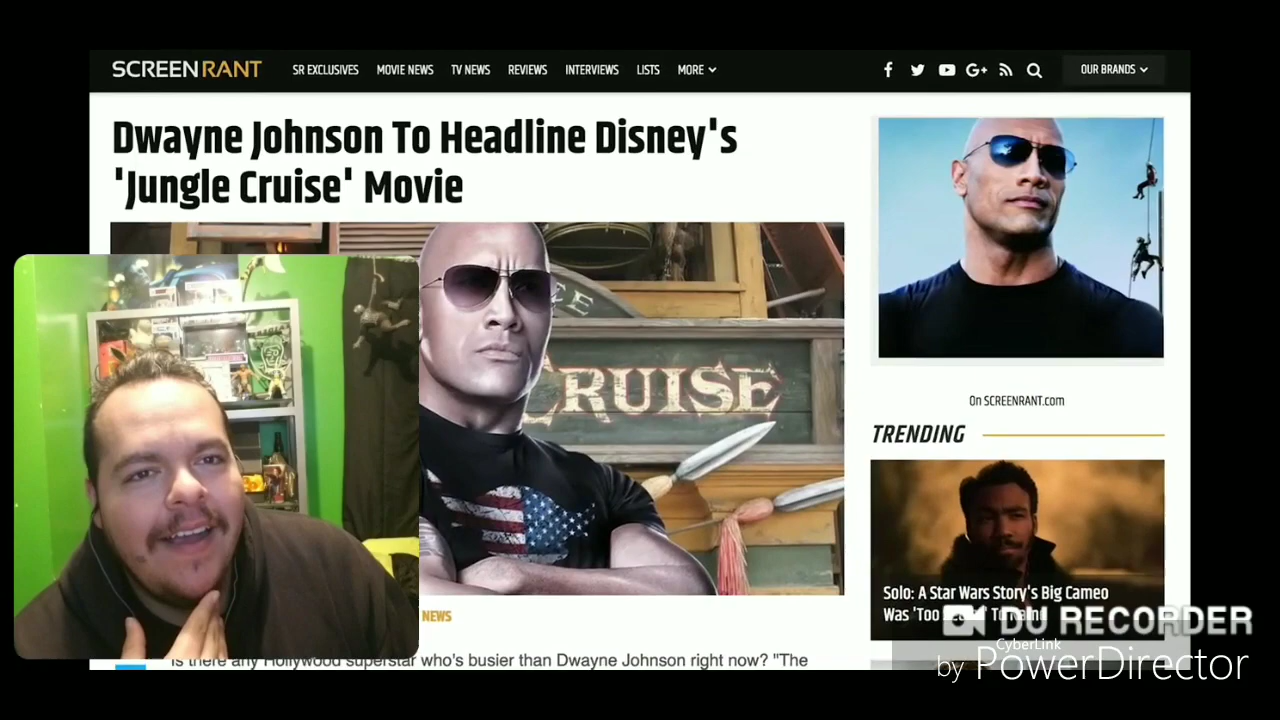 SCREENRANT
SR EXCLUSIVES MOVIE NEWS TV NEWS REVIEWS INTERVIEWS LISTS MORE
G+
OUR BRANDS
Dwayne Johnson To Headline Disney's
'Jungle Cruise' Movie
CRUISE
On SCREENRANT.com
TRENDING
Solo: A Star Wars Story's Big Cameo
Was 'Too
NEWS
Is there any Hollywood superstar who's busier than Dwayne Johnson right now? "The
DU RECORDER
CyberLink
by PowerDirector